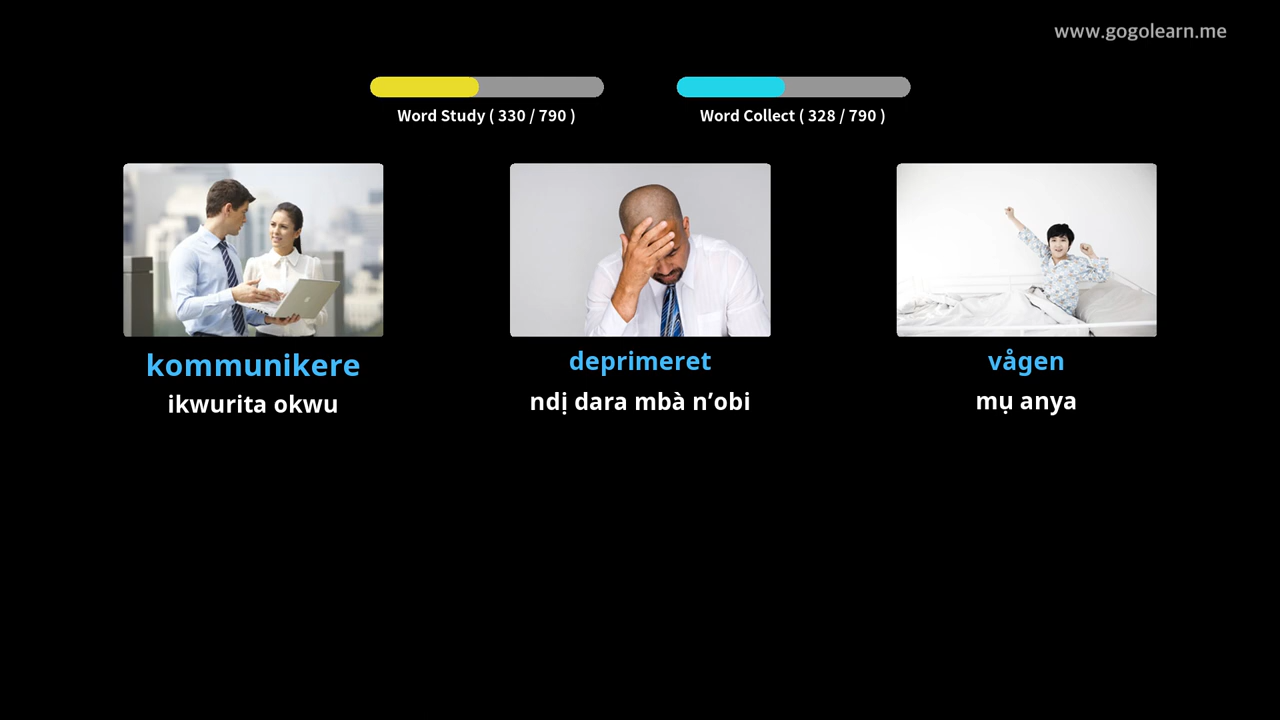 www.gogolearn.me
Word Study ( 330 / 790 )
Word Collect ( 328 / 790 )
kommunikere
ikwurita okwu
deprimeret
ndị dara mbà n’obi
vågen
mụ anya